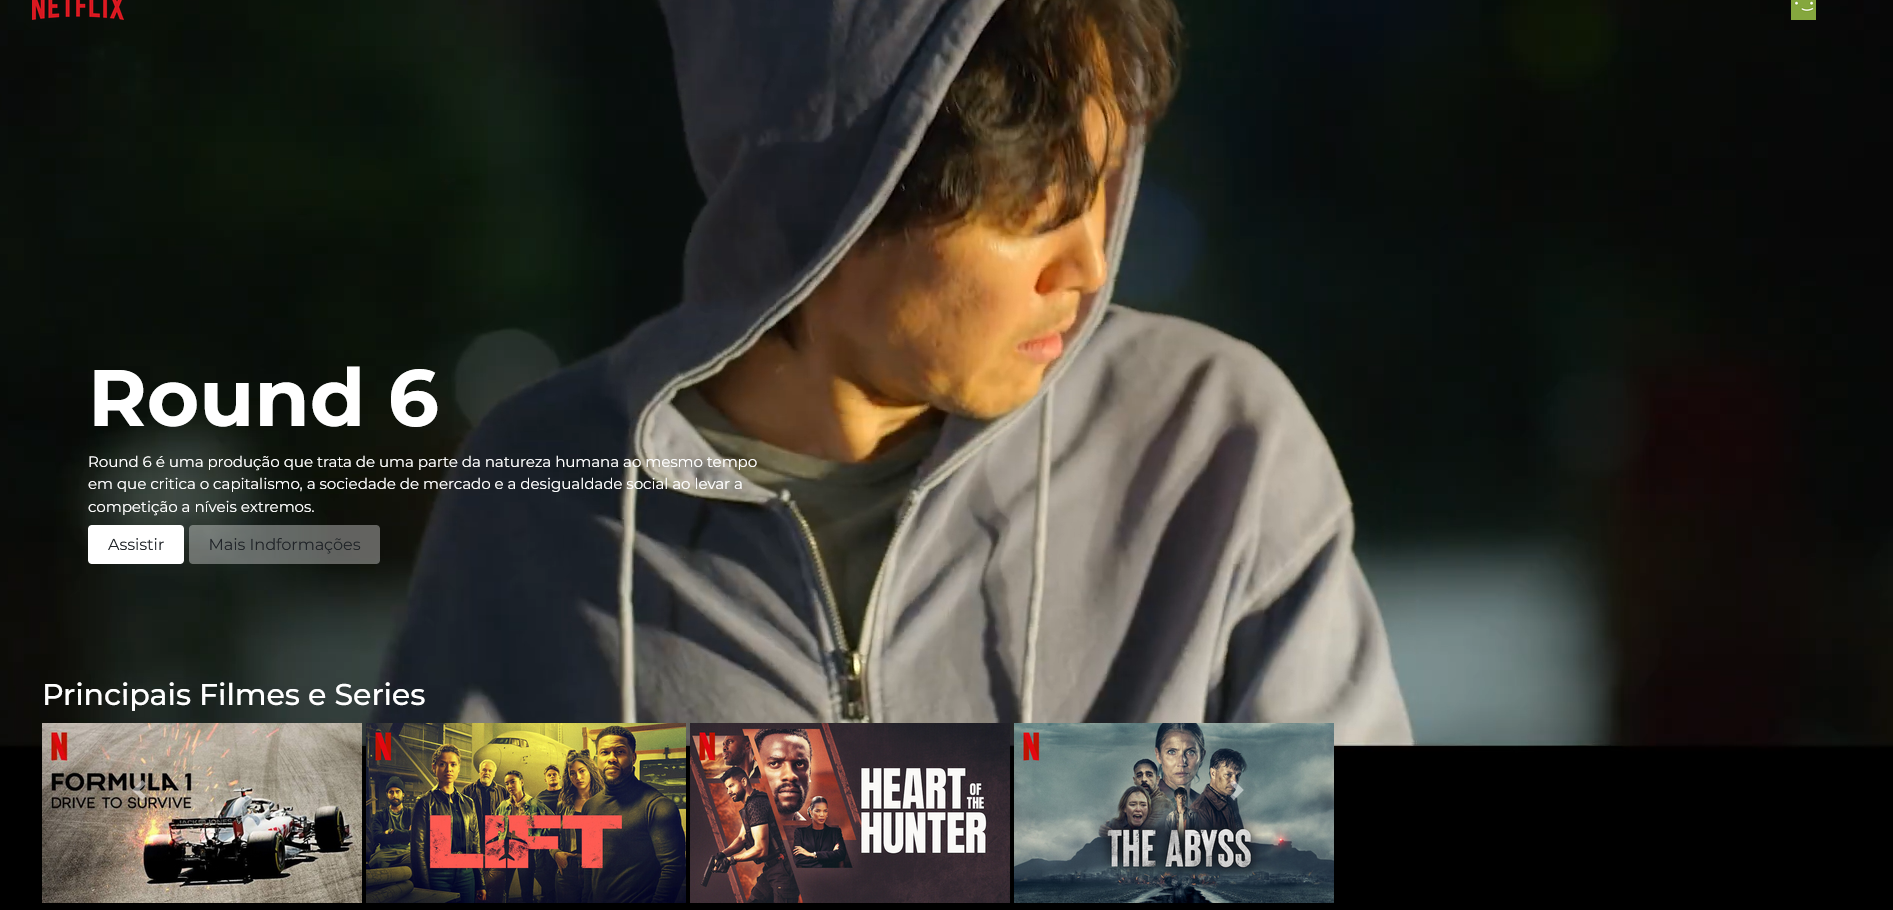 NETFLIX
Round 6
Round 6 é uma produção que trata de uma parte da natureza humana ao mesmo tempo
em que critica o capitalismo, a sociedade de mercado e a desigualdade social ao levar a
competição a níveis extremos.
Assistir
Mais Indformações
Principais Filmes e Series
N
FORMULA 1
DRIVE TO SURVIVE
N
LIFT
N
HEART OF THE
HUNTER
N
THE ABYSS